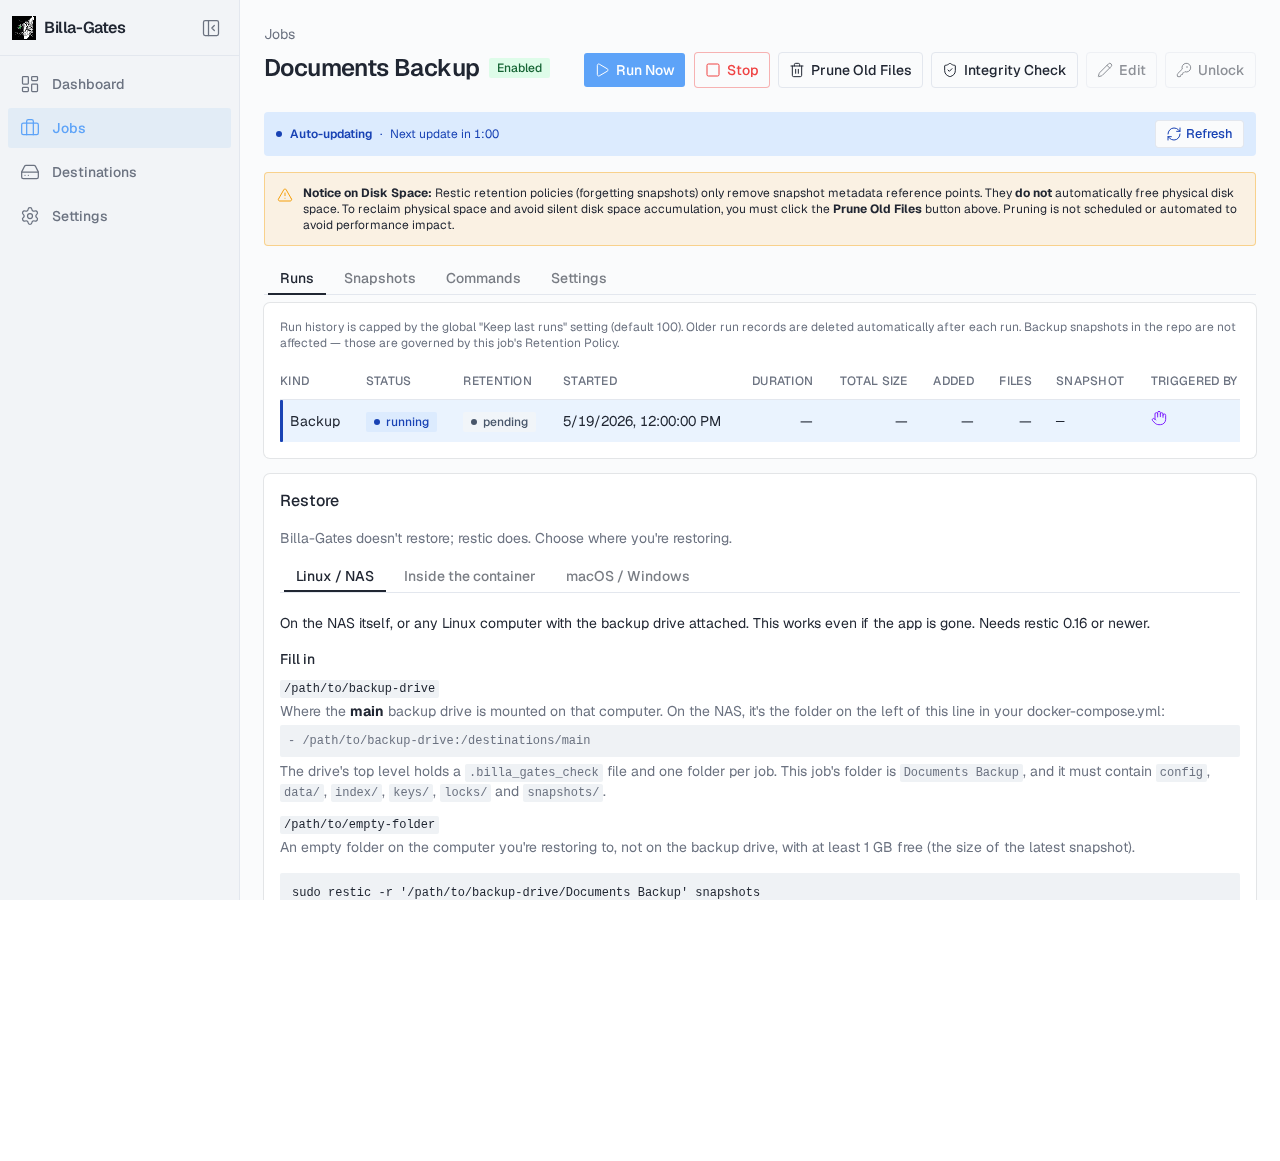 Billa-Gates
Dashboard
Jobs
Destinations
Settings
Jobs
Documents Backup
Enabled
Run Now
Stop
Prune Old Files
Integrity Check
Edit
Unlock
Auto-updating · Next update in 1:00
Refresh
Notice on Disk Space: Restic retention policies (forgetting snapshots) only remove snapshot metadata reference points. They do not automatically free physical disk
space. To reclaim physical space and avoid silent disk space accumulation, you must click the Prune Old Files button above. Pruning is not scheduled or automated to
avoid performance impact.
Runs Snapshots Commands Settings
Run history is capped by the global "Keep last runs" setting (default 100). Older run records are deleted automatically after each run. Backup snapshots in the repo are not
affected — those are governed by this job's Retention Policy.
KIND STATUS RETENTION STARTED DURATION TOTAL SIZE ADDED FILES SNAPSHOT TRIGGERED BY
Backup running pending 5/19/2026, 12:00:00 PM — — — — —
Restore
Billa-Gates doesn't restore; restic does. Choose where you're restoring.
Linux / NAS Inside the container macOS / Windows
On the NAS itself, or any Linux computer with the backup drive attached. This works even if the app is gone. Needs restic 0.16 or newer.
Fill in
/path/to/backup-drive
Where the main backup drive is mounted on that computer. On the NAS, it's the folder on the left of this line in your docker-compose.yml:
- /path/to/backup-drive:/destinations/main
The drive's top level holds a .billa_gates_check file and one folder per job. This job's folder is Documents Backup, and it must contain config,
data/, index/, keys/, locks/ and snapshots/.
/path/to/empty-folder
An empty folder on the computer you're restoring to, not on the backup drive, with at least 1 GB free (the size of the latest snapshot).
sudo restic -r '/path/to/backup-drive/Documents Backup' snapshots